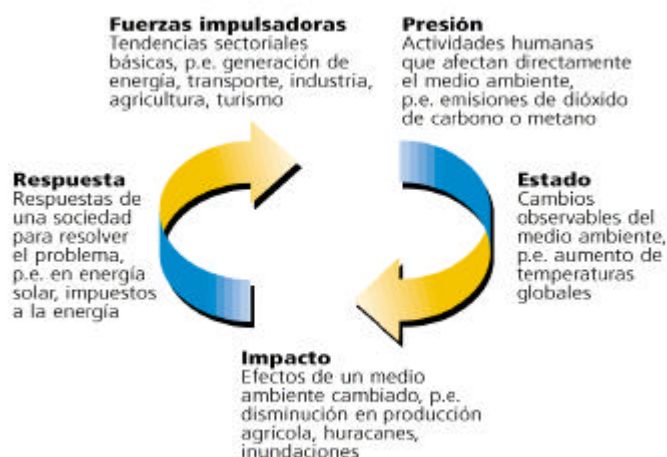 Fuerzas impulsadoras
Tendencias sectoriales
básicas, p.e. generación de
energía, transporte, industria,
agricultura, turismo
Presión
Actividades humanas
que afectan directamente
el medio ambiente,
p.e. emisiones de dióxido
de carbono o metano
Estado
Cambios
observables del
medio ambiente,
p.e. aumento de
temperaturas
globales
Impacto
Efectos de un medio
ambiente cambiado, p.e.
disminución en producción
agrícola, huracanes,
inundaciones
Respuesta
Respuestas de
una sociedad
para resolver
el problema,
p.e. en energía
solar, impuestos
a la energía